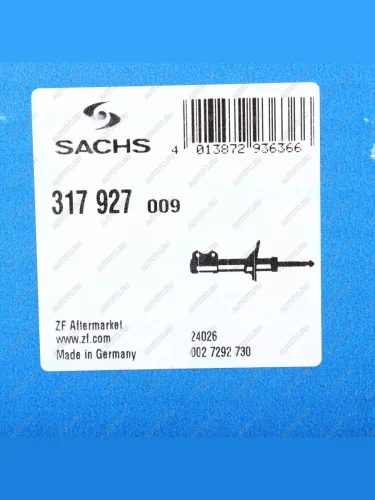 SACHS
4 013872 936366
317 927 009
ZF Aftermarket
www.zf.com
Made in Germany
24026
002 7292 730